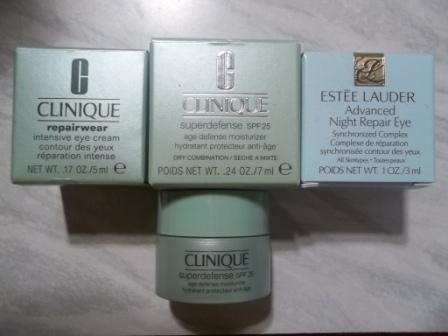 CLINIQUE
repairwear
intensive eye cream
contour des yeux
réparation intense
NET WT. .17 OZ./5 ml e
CLINIQUE
superdefense SPF 25
age defense moisturizer
hydratant protecteur anti-âge
DRY COMBINATION / SECHE A MIXTE
POIDS NET WT. .24 OZ./7 ml e
ESTĒE LAUDER
Advanced
Night Repair Eye
Synchronized Complex
Complexe de réparation
synchronisée contour des yeux
All Skintypes • Toutes peaux
POIDS NET WT. .1 OZ./3 ml
CLINIQUE
superdefense SPF 25
age defense moisturizer
hydratant protecteur anti-âge